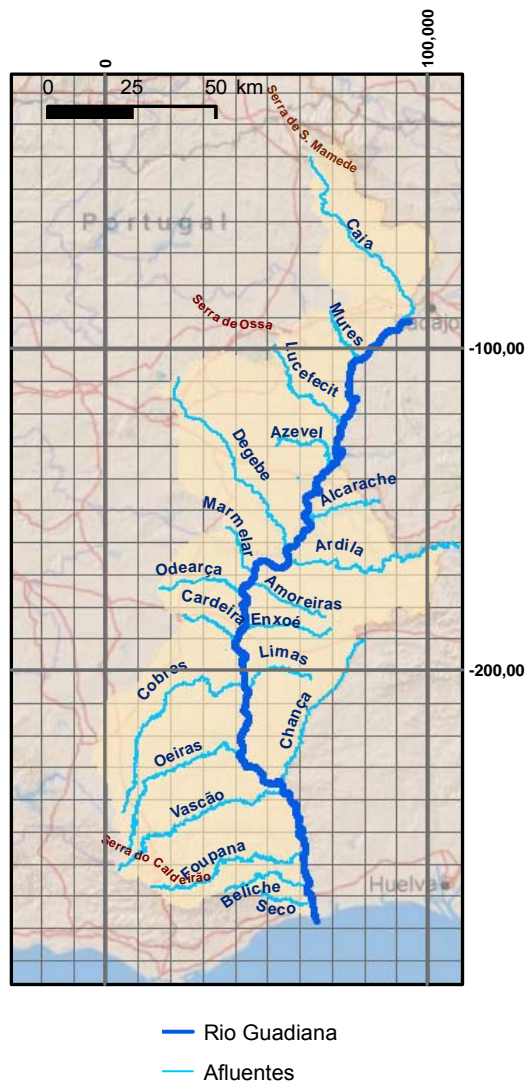 0
100,000
0 25 50 km
Serra de S. Mamede
Portugal
Caia
Serra de Ossa
Mures
adajo
-100,00
Lucefecit
Azevel
Degebe
Alcarache
Marmelar
Ardila
Odearça
Amoreiras
Cardeira
Enxoé
Limas
Cobres
-200,00
Chança
Oeiras
Vascão
Serra do Caldeirão
Foupana
Beliche
Huelva
Seco
Rio Guadiana
Afluentes